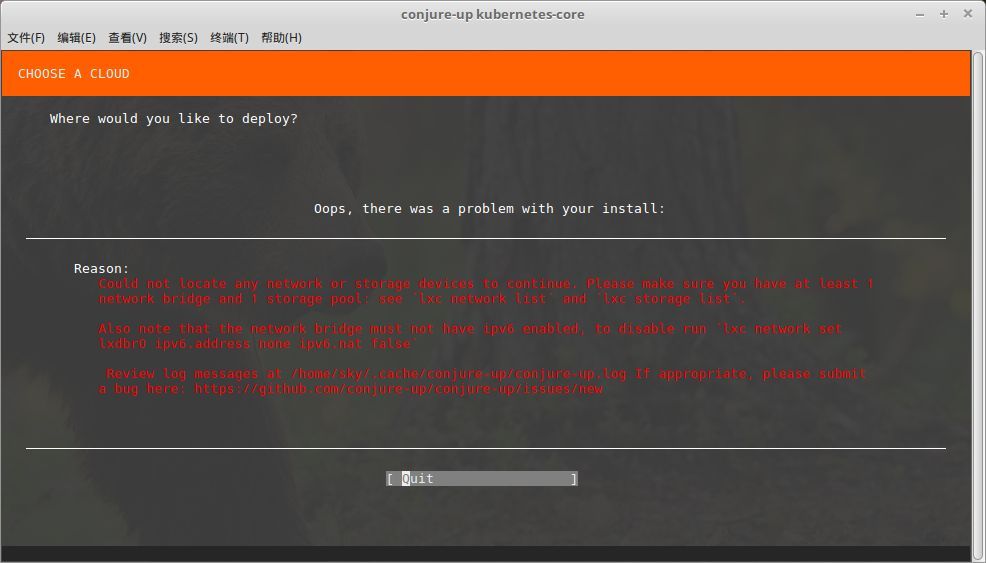 conjure-up kubernetes-core
文件(F) 编辑(E) 查看(V) 搜索(S) 终端(T) 帮助(H)
CHOOSE A CLOUD
Where would you like to deploy?
Oops, there was a problem with your install:
Reason:
Could not locate any network or storage devices to continue. Please make sure you have at least 1
network bridge and 1 storage pool: see `lxc network list` and `lxc storage list`.
Also note that the network bridge must not have ipv6 enabled, to disable run `lxc network set
lxdbr0 ipv6.address none ipv6.nat false`
Review log messages at /home/sky/.cache/conjure-up/conjure-up.log If appropriate, please submit
a bug here: https://github.com/conjure-up/conjure-up/issues/new
[ Quit ]